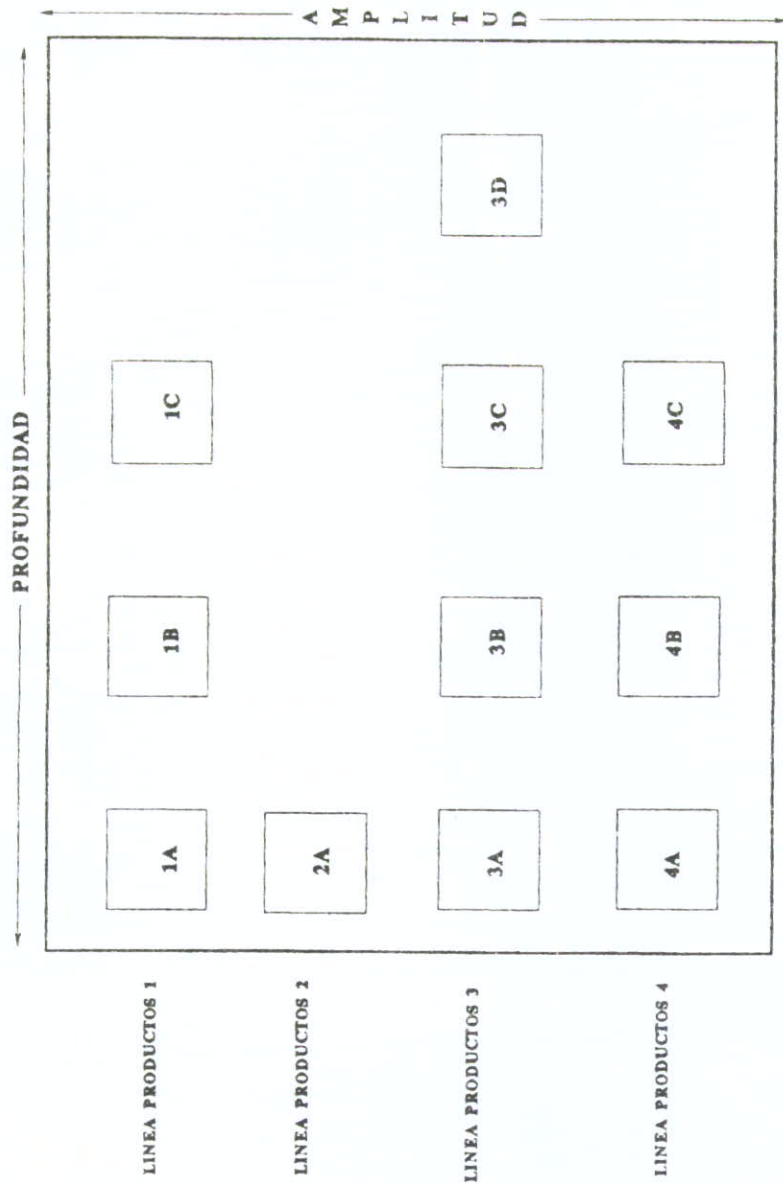 PROFUNDIDAD
AMPLITUD
LINEA PRODUCTOS 1
1A
1B
1C
LINEA PRODUCTOS 2
2A
LINEA PRODUCTOS 3
3A
3B
3C
3D
LINEA PRODUCTOS 4
4A
4B
4C